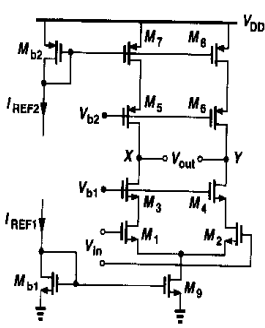 V_DD
M_7
M_8
M_b2
I_REF2
M_5
M_6
V_b2
X
V_out
Y
V_b1
M_3
M_4
I_REF1
V_in
M_1
M_2
M_b1
M_9